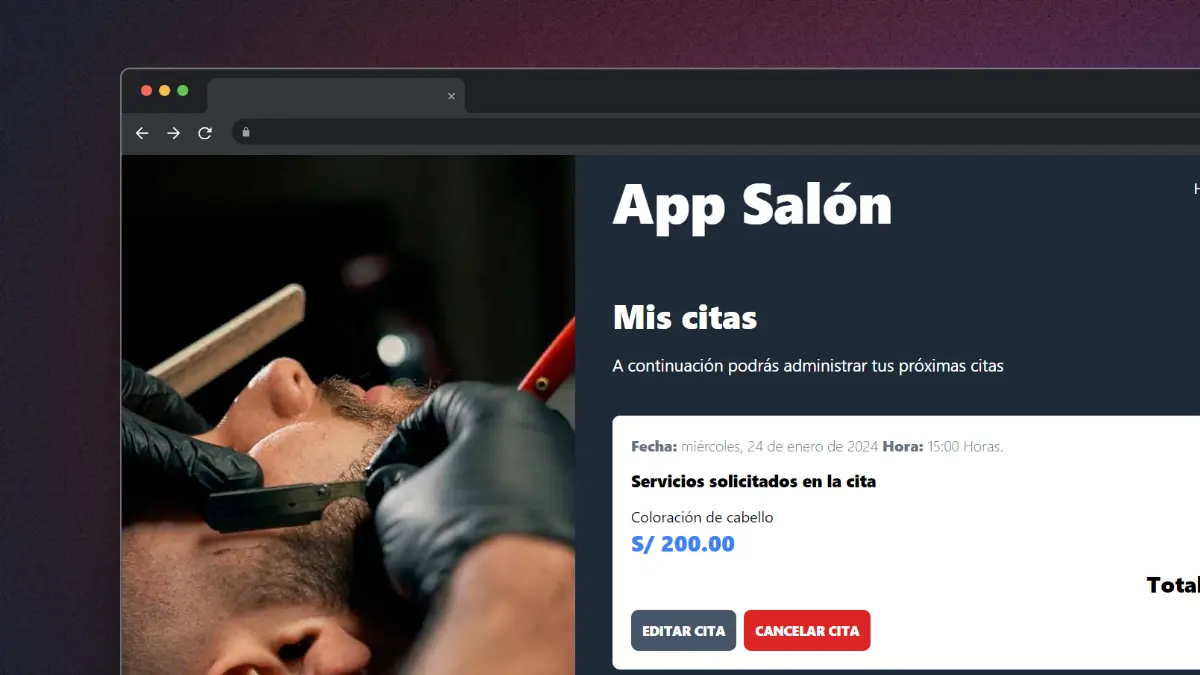 App Salón
Mis citas
A continuación podrás administrar tus próximas citas
Fecha: miércoles, 24 de enero de 2024 Hora: 15:00 Horas.
Servicios solicitados en la cita
Coloración de cabello
S/ 200.00
Total
EDITAR CITA
CANCELAR CITA